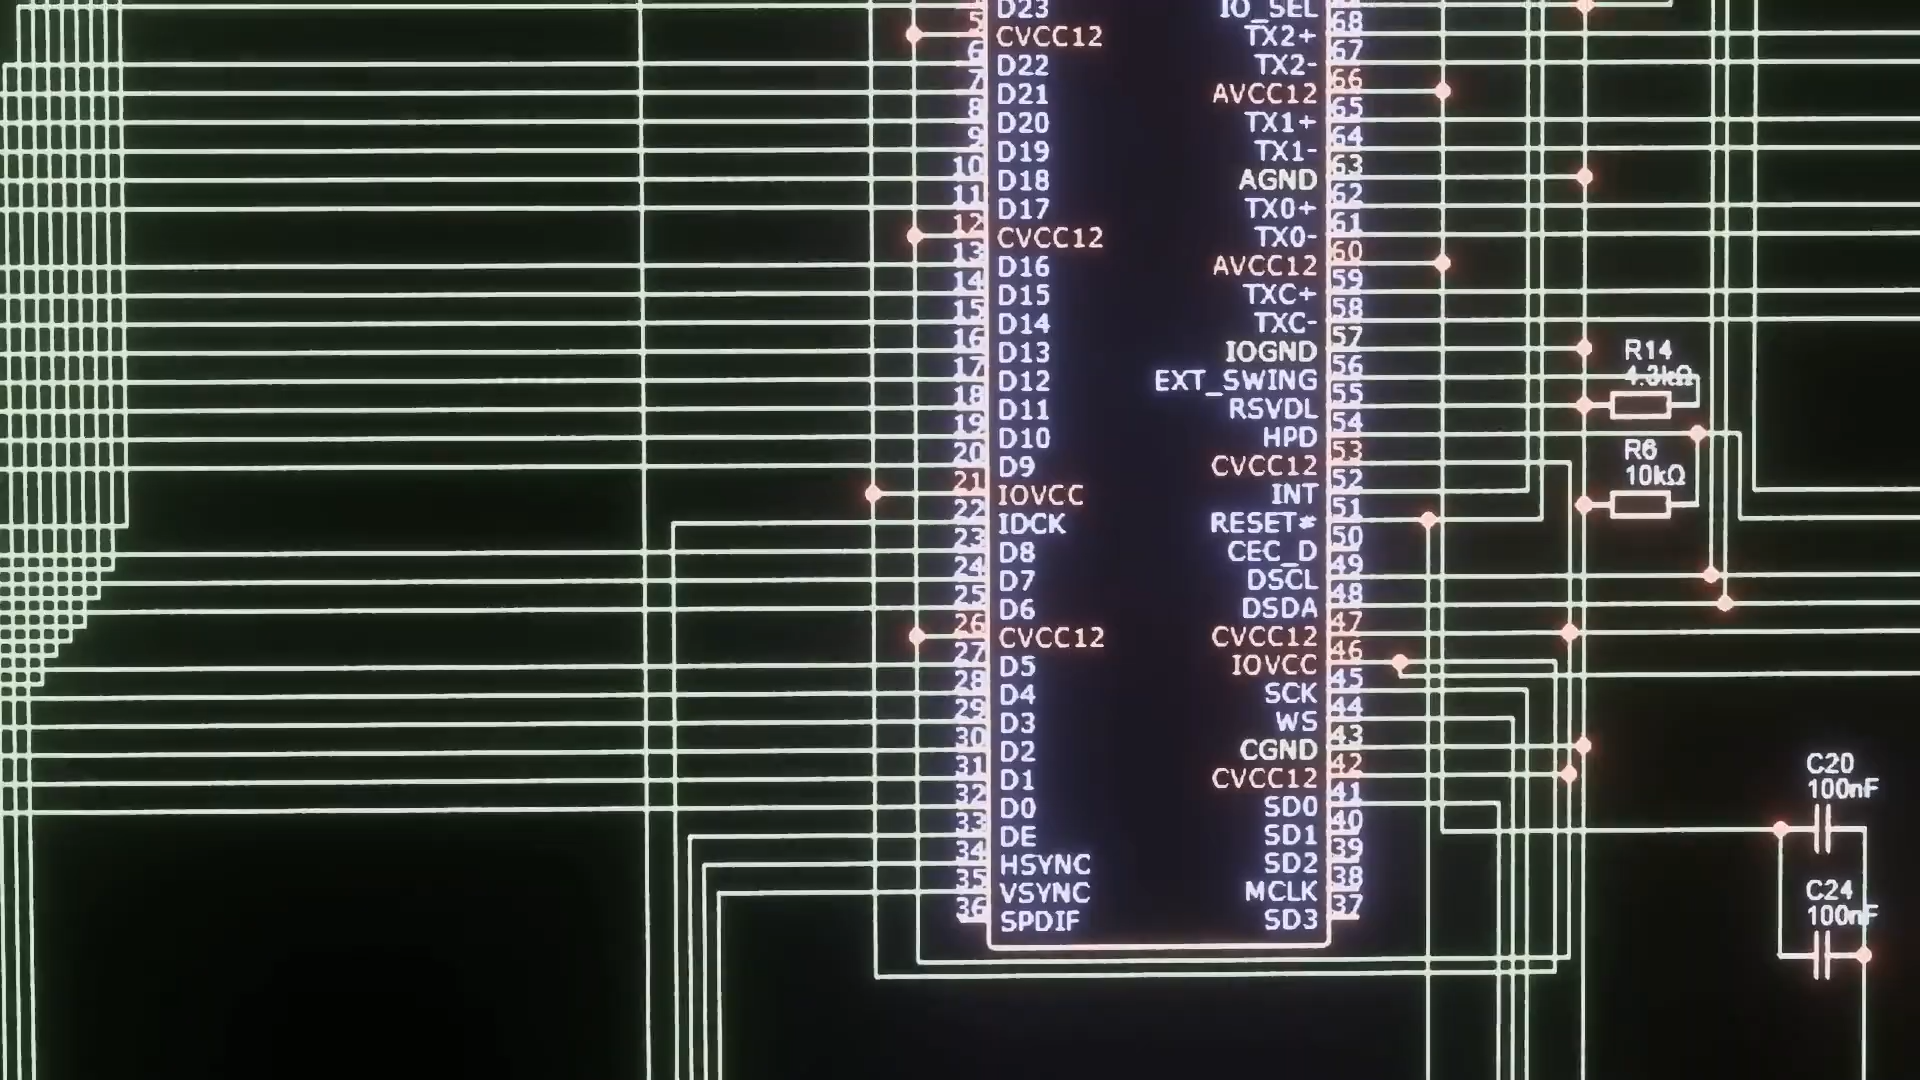 D23
5 CVCC12
6 D22
7 D21
8 D20
9 D19
10 D18
11 D17
12 CVCC12
13 D16
14 D15
15 D14
16 D13
17 D12
18 D11
19 D10
20 D9
21 IOVCC
22 IDCK
23 D8
24 D7
25 D6
26 CVCC12
27 D5
28 D4
29 D3
30 D2
31 D1
32 D0
33 DE
34 HSYNC
35 VSYNC
36 SPDIF
IO_SEL
TX2+ 68
TX2- 67
AVCC12 66
TX1+ 65
TX1- 64
AGND 63
TX0+ 62
TX0- 61
AVCC12 60
TXC+ 59
TXC- 58
IOGND 57
EXT_SWING 56
RSVDL 55
HPD 54
CVCC12 53
INT 52
RESET* 51
CEC_D 50
DSCL 49
DSDA 48
CVCC12 47
IOVCC 46
SCK 45
WS 44
CGND 43
CVCC12 42
SD0 41
SD1 40
SD2 39
MCLK 38
SD3 37
R14
4.3kΩ
R6
10kΩ
C20
100nF
C24
100nF